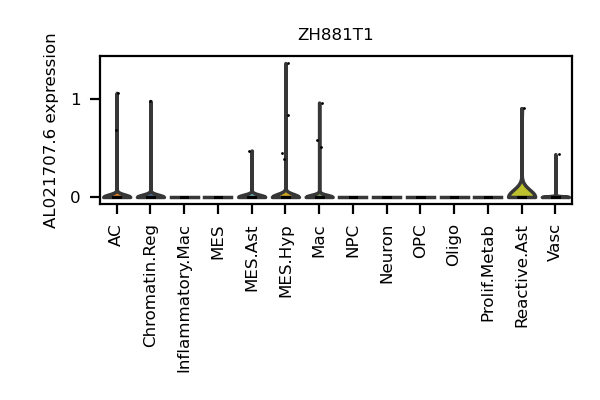 ZH881T1
AL021707.6 expression
1
0
AC
Chromatin.Reg
Inflammatory.Mac
MES
MES.Ast
MES.Hyp
Mac
NPC
Neuron
OPC
Oligo
Prolif.Metab
Reactive.Ast
Vasc